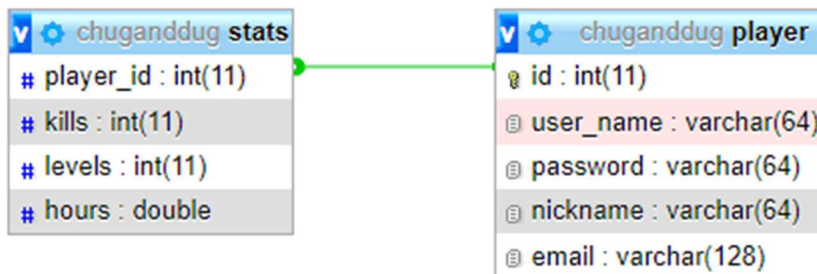 v chuganddug stats
# player_id : int(11)
# kills : int(11)
# levels : int(11)
# hours : double
v chuganddug player
id : int(11)
user_name : varchar(64)
password : varchar(64)
nickname : varchar(64)
email : varchar(128)